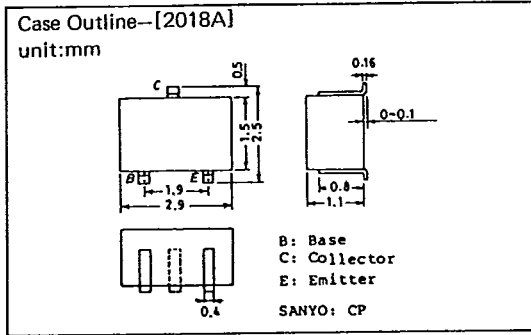 Case Outline–[2018A]
unit:mm
C
0.5
0.16
1.5
2.5
0~0.1
B
E
1.9
2.9
0.8
1.1
B: Base
C: Collector
E: Emitter
0.4
SANYO: CP